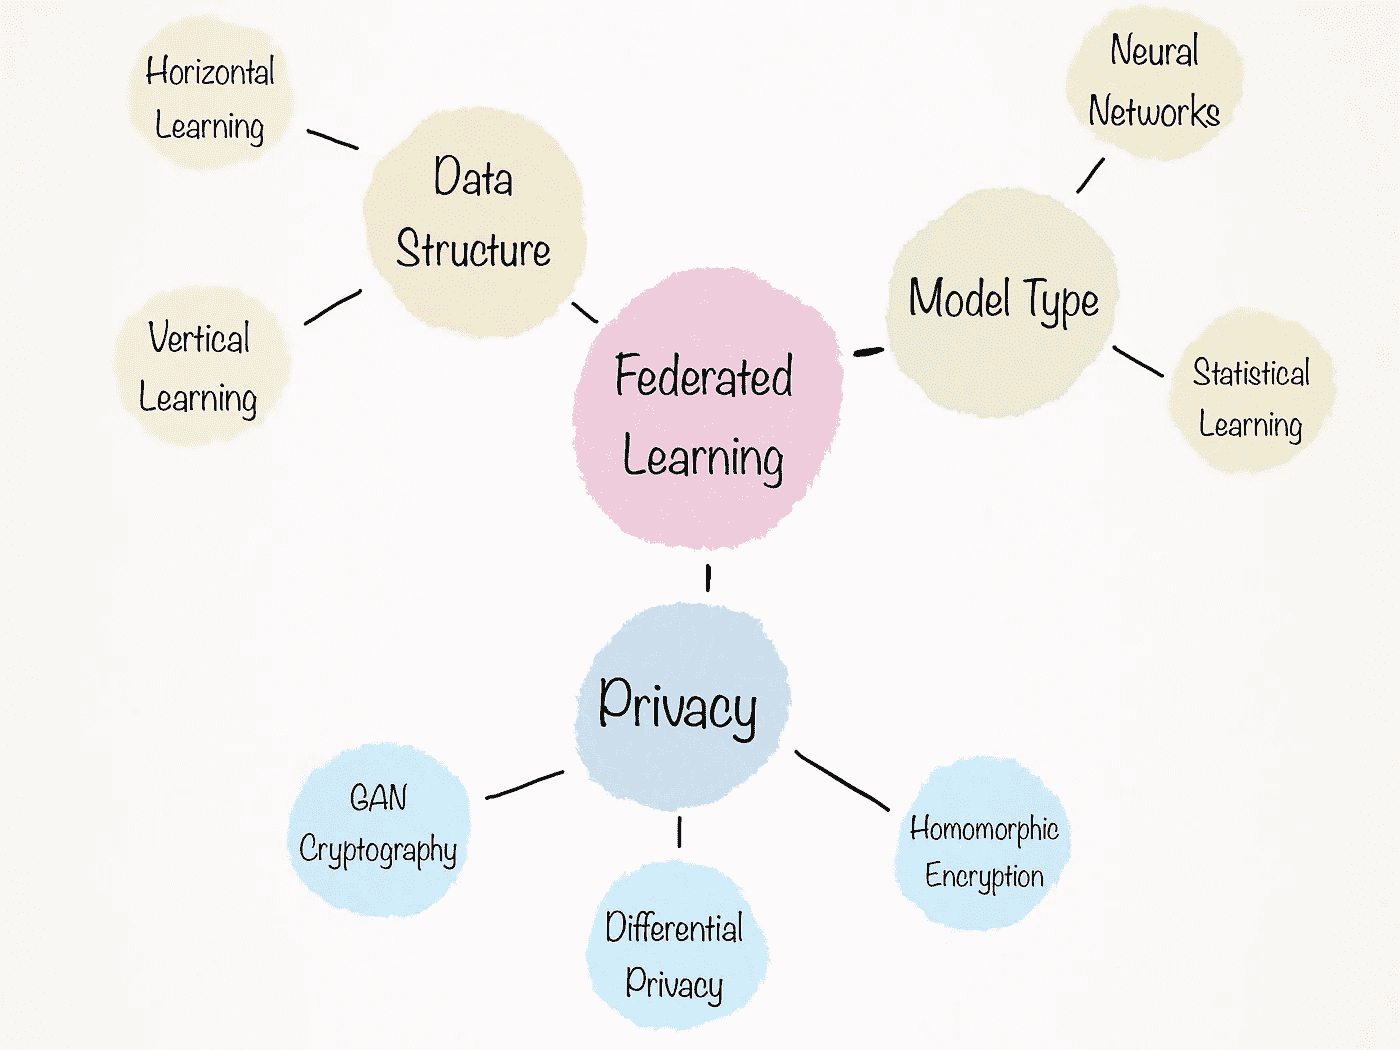 Horizontal
Learning
Data
Structure
Vertical
Learning
Neural
Networks
Model Type
Statistical
Learning
Federated
Learning
Privacy
GAN
Cryptography
Differential
Privacy
Homomorphic
Encryption